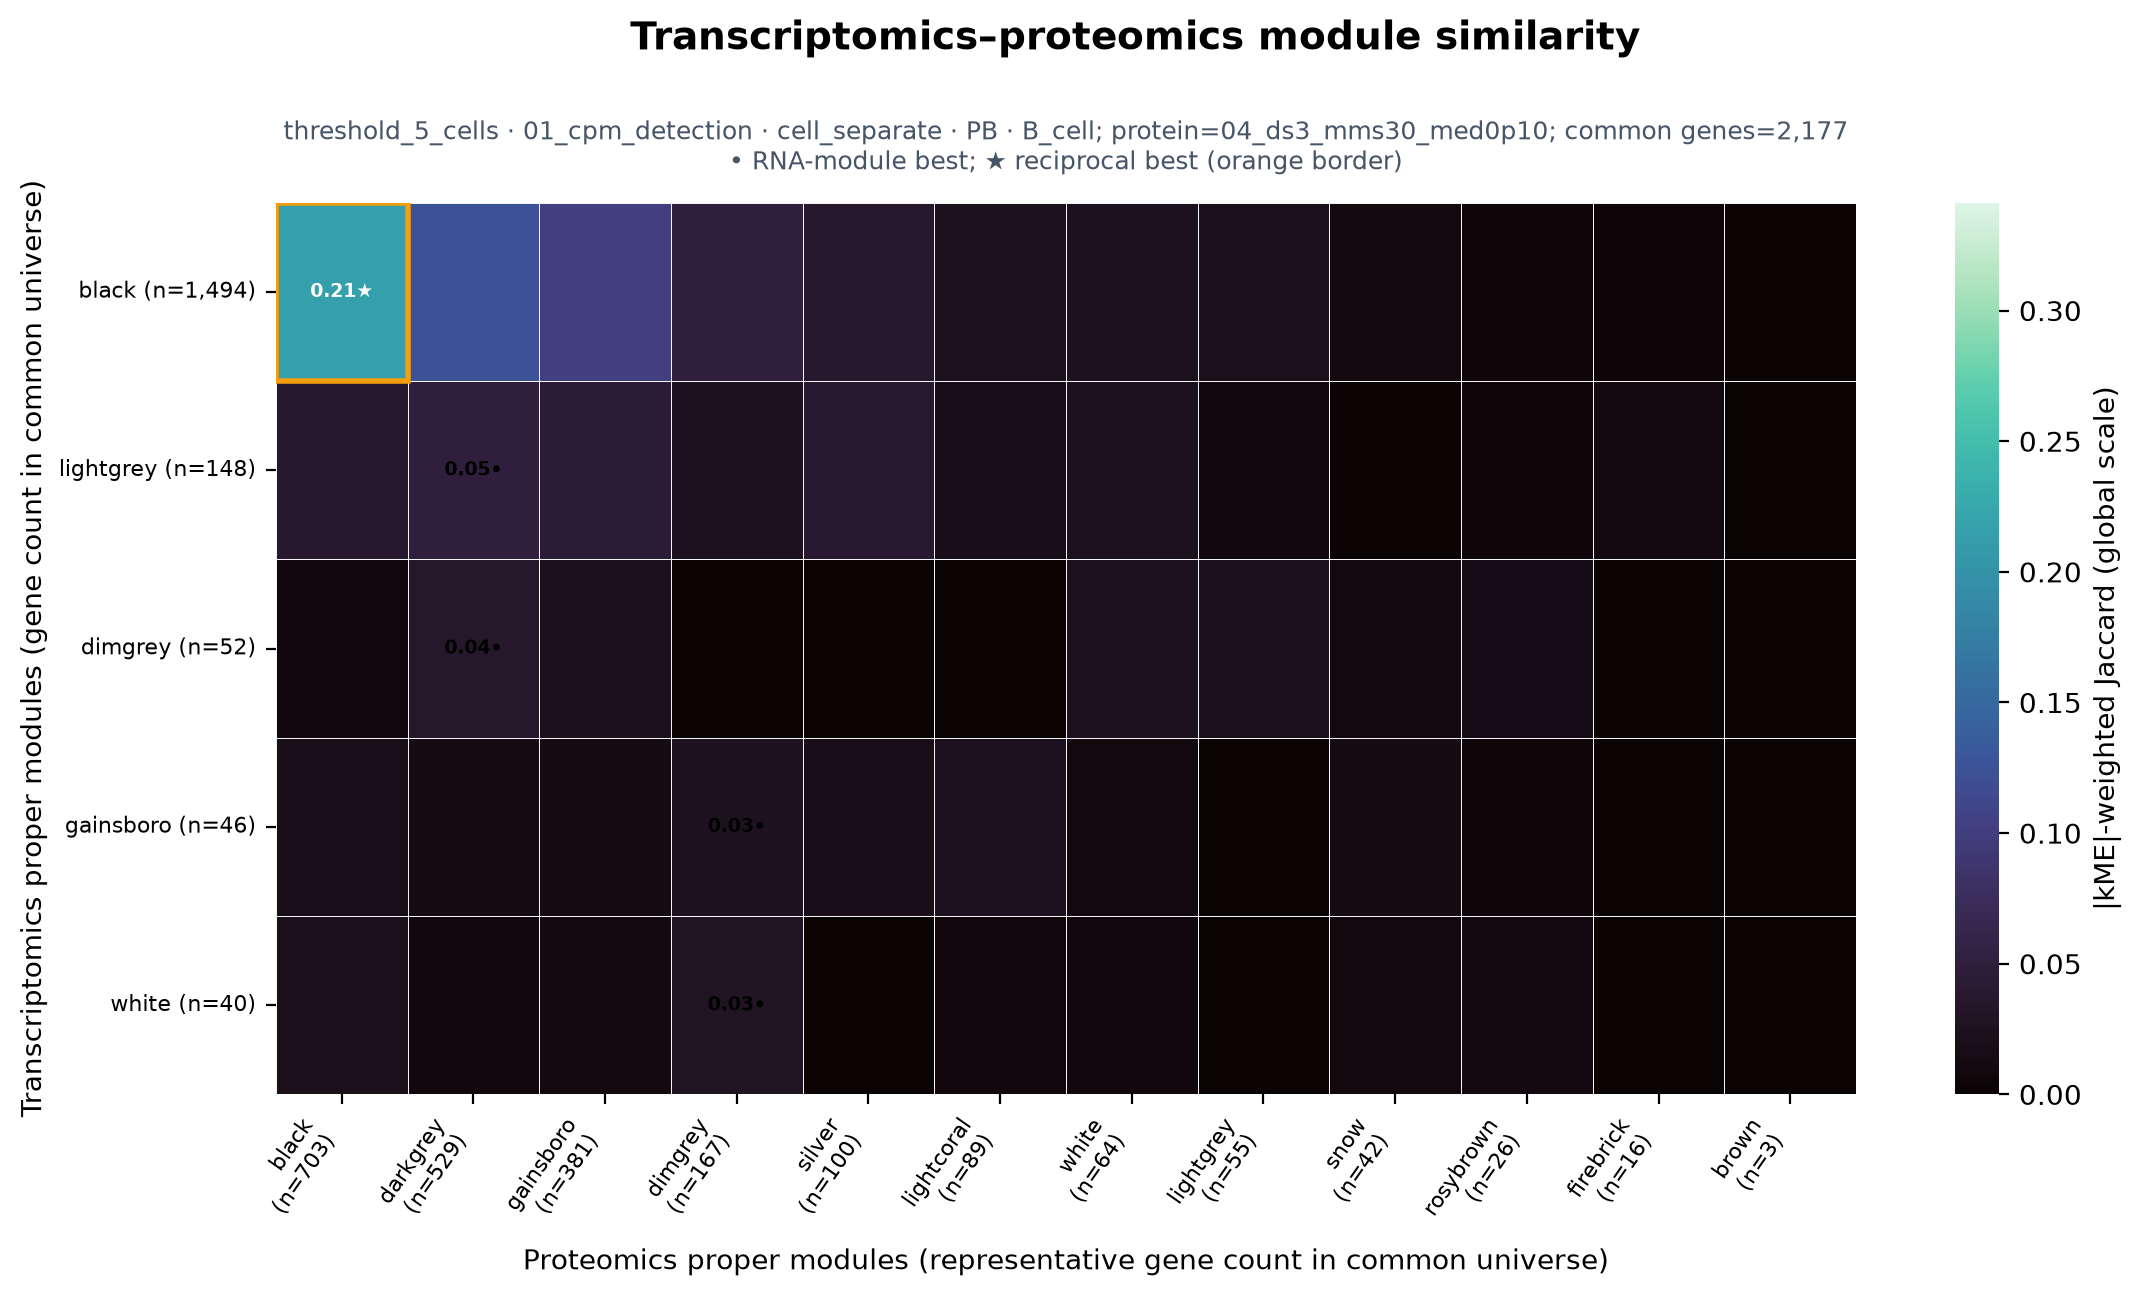 Transcriptomics–proteomics module similarity
threshold_5_cells · 01_cpm_detection · cell_separate · PB · B_cell; protein=04_ds3_mms30_med0p10; common genes=2,177
• RNA-module best; ★ reciprocal best (orange border)
Transcriptomics proper modules (gene count in common universe)
black (n=1,494)
lightgrey (n=148)
dimgrey (n=52)
gainsboro (n=46)
white (n=40)
0.21★
0.05•
0.04•
0.03•
0.03•
black
(n=703)
darkgrey
(n=529)
gainsboro
(n=381)
dimgrey
(n=167)
silver
(n=100)
lightcoral
(n=89)
white
(n=64)
lightgrey
(n=55)
snow
(n=42)
rosybrown
(n=26)
firebrick
(n=16)
brown
(n=3)
Proteomics proper modules (representative gene count in common universe)
0.30
0.25
0.20
0.15
0.10
0.05
0.00
|kME|-weighted Jaccard (global scale)